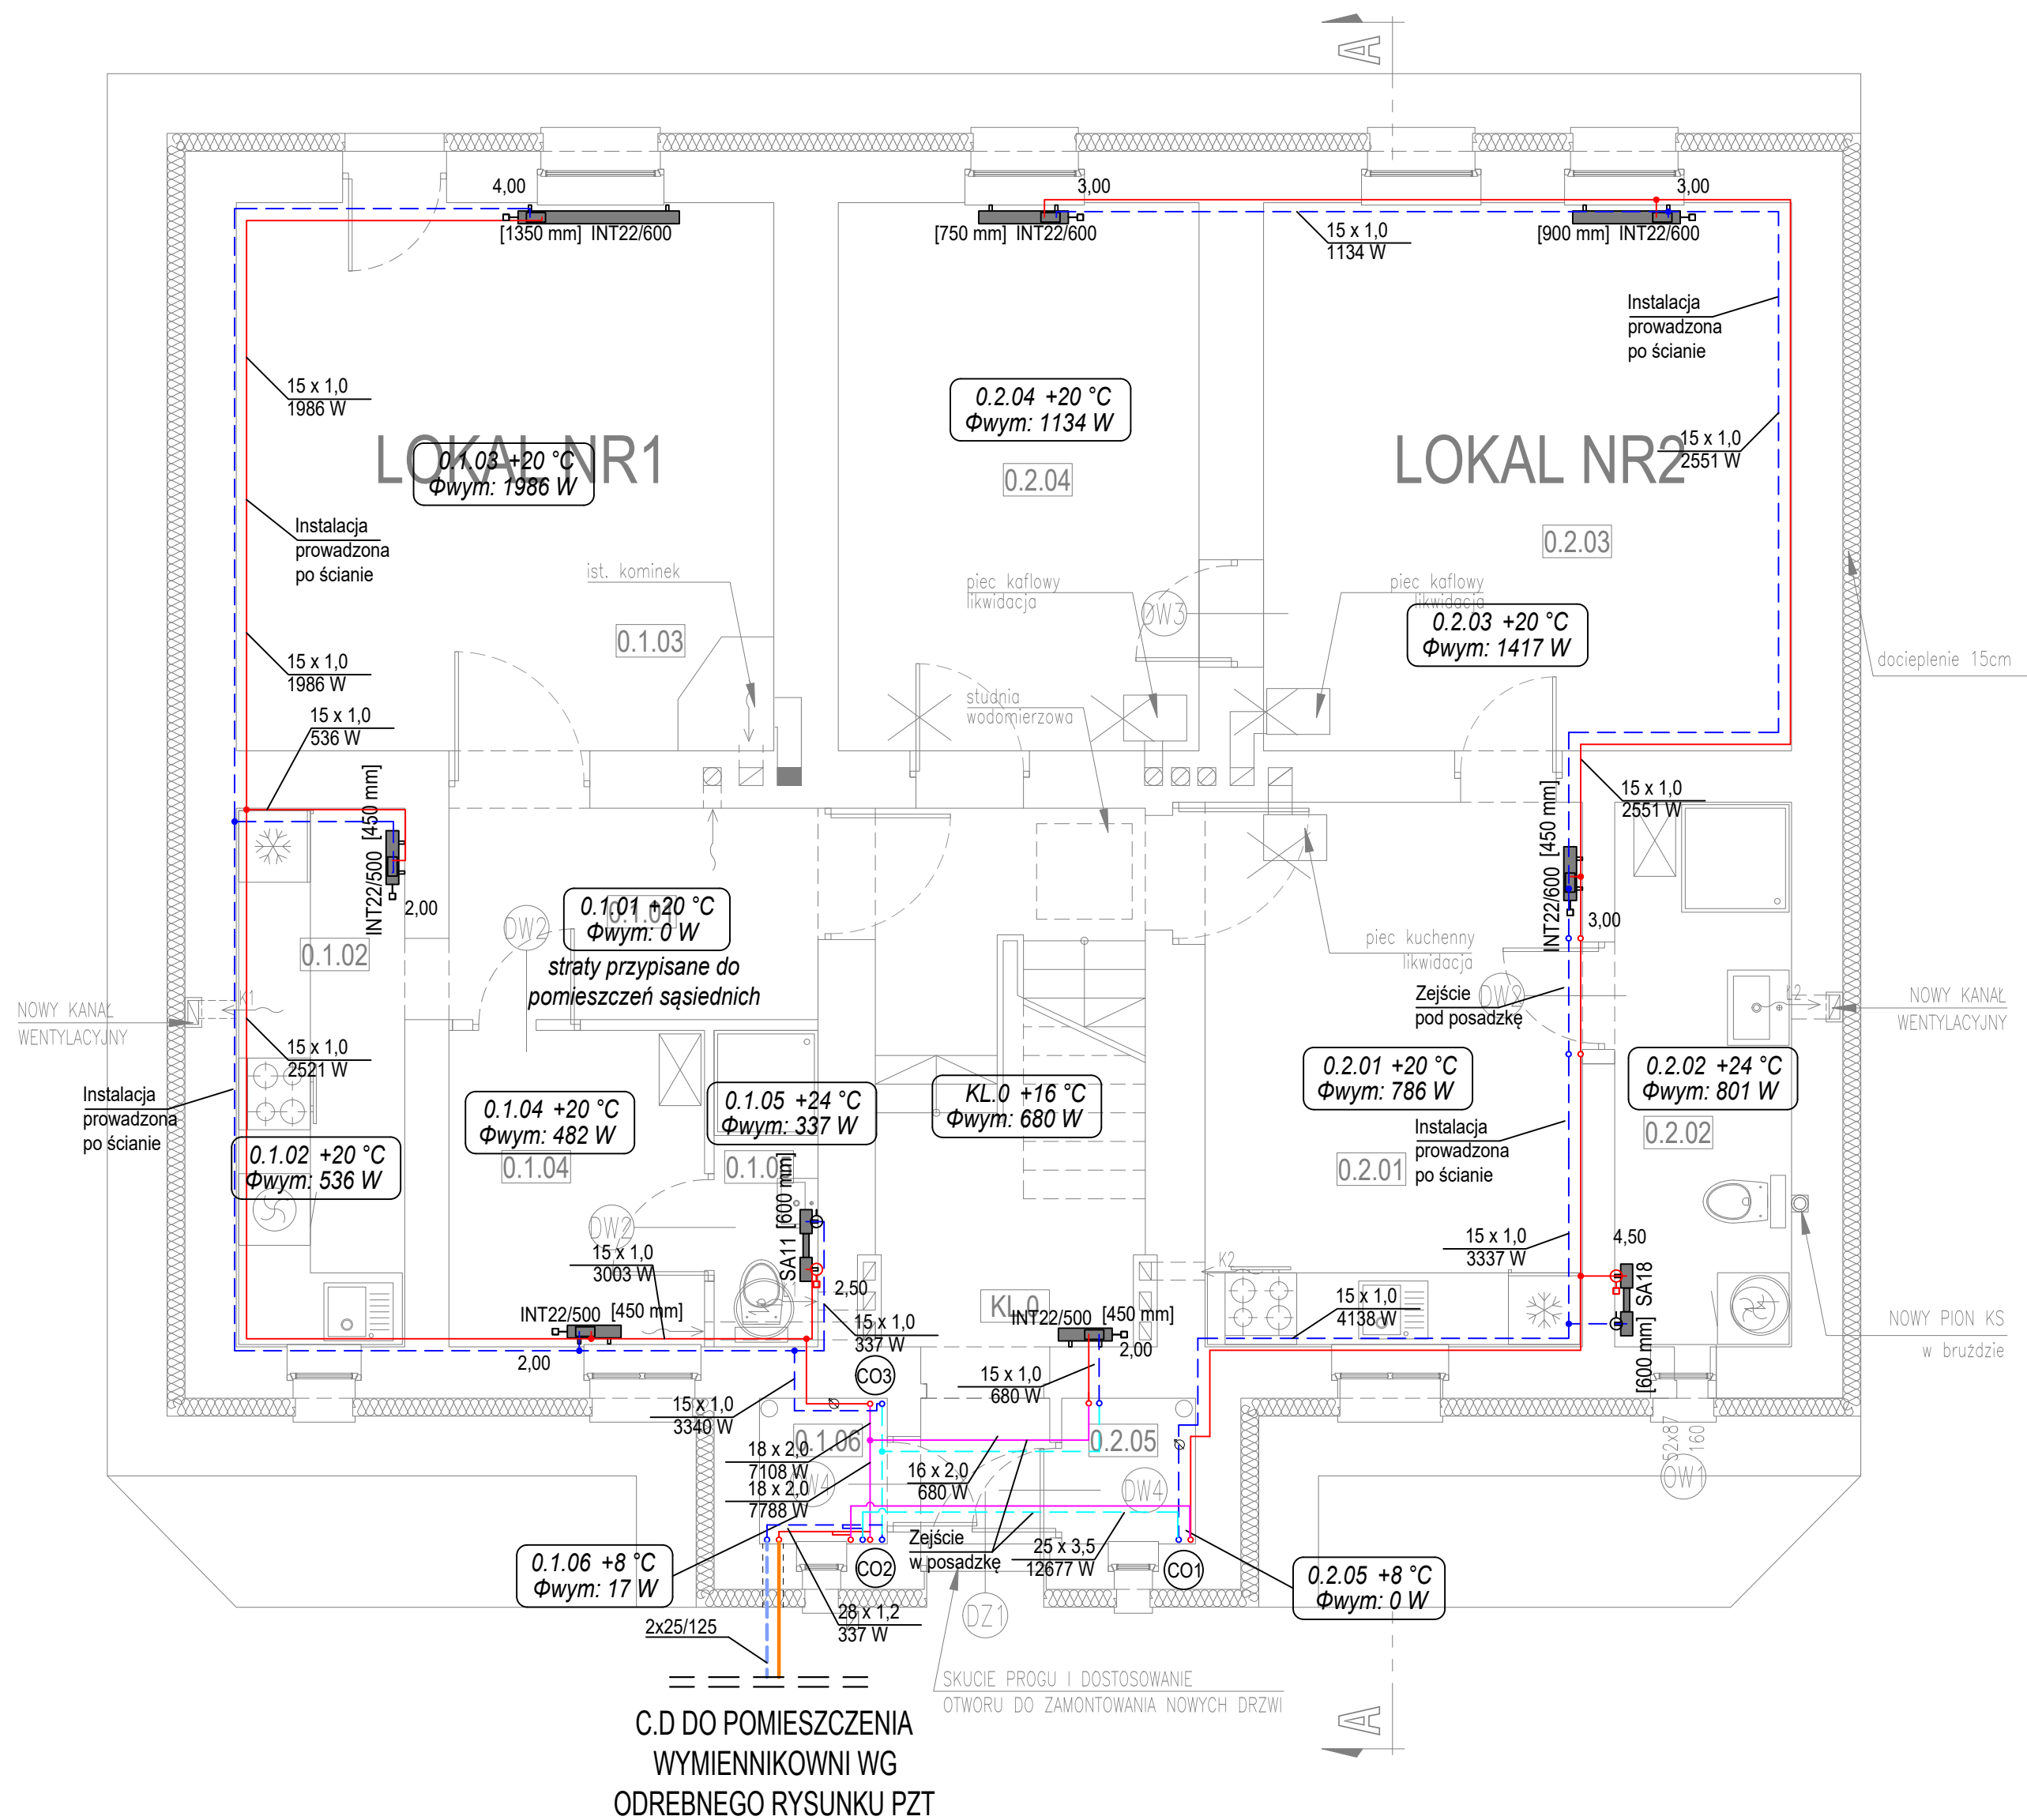 A
4,00
3,00
3,00
[1350 mm] INT22/600
[750 mm] INT22/600
15 x 1,0
1134 W
[900 mm] INT22/600
Instalacja
prowadzona
po ścianie
15 x 1,0
1986 W
0.2.04 +20 °C
Φwym: 1134 W
LOKAL NR1
0.1.03 +20 °C
Φwym: 1986 W
0.2.04
LOKAL NR2
15 x 1,0
2551 W
Instalacja
prowadzona
po ścianie
0.2.03
ist. kominek
piec kaflowy
likwidacja
piec kaflowy
likwidacja
DW3
0.1.03
0.2.03 +20 °C
Φwym: 1417 W
docieplenie 15cm
15 x 1,0
1986 W
15 x 1,0
536 W
studnia
wodomierzowa
15 x 1,0
2551 W
INT22/500 [450 mm]
2,00
INT22/600 [450 mm]
3,00
0.1.01 +20 °C
Φwym: 0 W
0.1.01
straty przypisane do
pomieszczeń sąsiednich
DW2
0.1.02
piec kuchenny
likwidacja
Zejście
pod posadzkę
DW2
K1
L2
NOWY KANAŁ
WENTYLACYJNY
NOWY KANAŁ
WENTYLACYJNY
15 x 1,0
2521 W
Instalacja
prowadzona
po ścianie
0.1.04 +20 °C
Φwym: 482 W
0.1.05 +24 °C
Φwym: 337 W
KL.0 +16 °C
Φwym: 680 W
0.2.01 +20 °C
Φwym: 786 W
0.2.02 +24 °C
Φwym: 801 W
0.1.02 +20 °C
Φwym: 536 W
0.1.04
0.2.01
0.2.02
Instalacja
prowadzona
po ścianie
DW2
SA11 [600 mm]
15 x 1,0
3003 W
2,50
K2
15 x 1,0
3337 W
4,50
[600 mm] SA18
INT22/500 [450 mm]
2,00
15 x 1,0
337 W
KL.0
INT22/500 [450 mm]
2,00
15 x 1,0
4138 W
NOWY PION KS
w bruździe
CO3
15 x 1,0
680 W
15 x 1,0
3340 W
0.1.06
0.2.05
18 x 2,0
7108 W
18 x 2,0
7788 W
16 x 2,0
680 W
DW4
OW1
Zejście
w posadzkę
25 x 3,5
12677 W
CO2
CO1
0.1.06 +8 °C
Φwym: 17 W
0.2.05 +8 °C
Φwym: 0 W
28 x 1,2
337 W
DZ1
2x25/125
SKUCIE PROGU I DOSTOSOWANIE
OTWORU DO ZAMONTOWANIA NOWYCH DRZWI
A
C.D DO POMIESZCZENIA
WYMIENNIKOWNI WG
ODREBNEGO RYSUNKU PZT